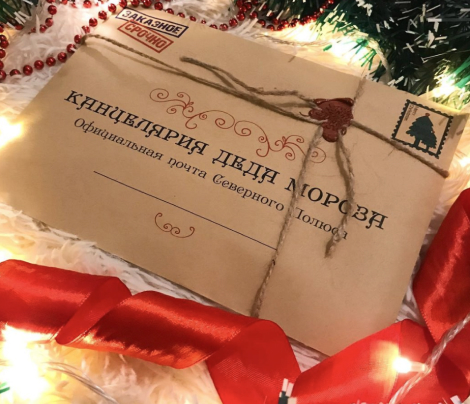 ЗАКАЗНОЕ
СРОЧНО
КАНЦЕЛЯРИЯ ДЕДА МОРОЗА
Официальная почта Северного Полюса